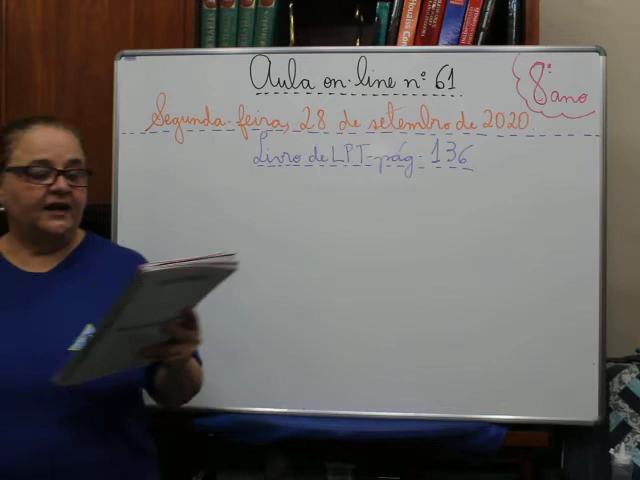 Aula on-line nº 61
8º ano
Segunda-feira, 28 de setembro de 2020.
Livro de LPT-pág. 136